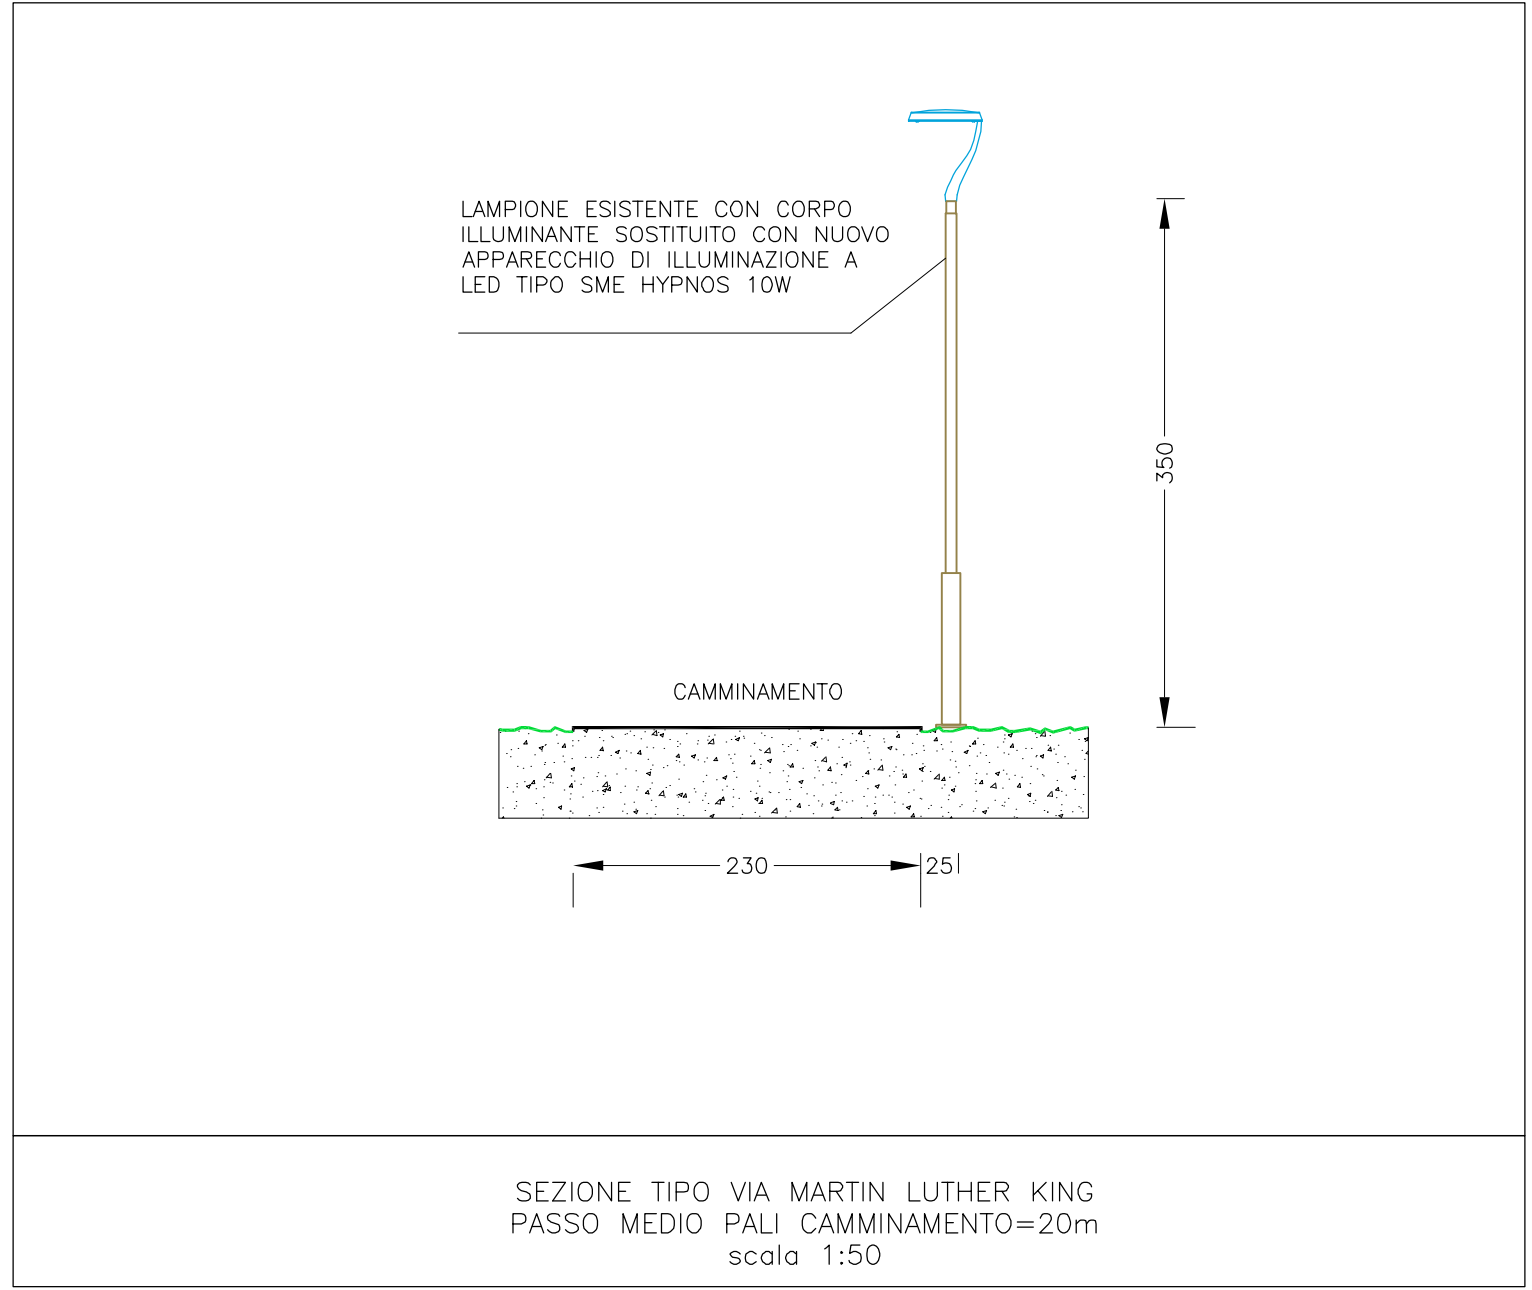 LAMPIONE ESISTENTE CON CORPO
ILLUMINANTE SOSTITUITO CON NUOVO
APPARECCHIO DI ILLUMINAZIONE A
LED TIPO SME HYPNOS 10W
350
CAMMINAMENTO
230
25
SEZIONE TIPO VIA MARTIN LUTHER KING
PASSO MEDIO PALI CAMMINAMENTO=20m
scala 1:50